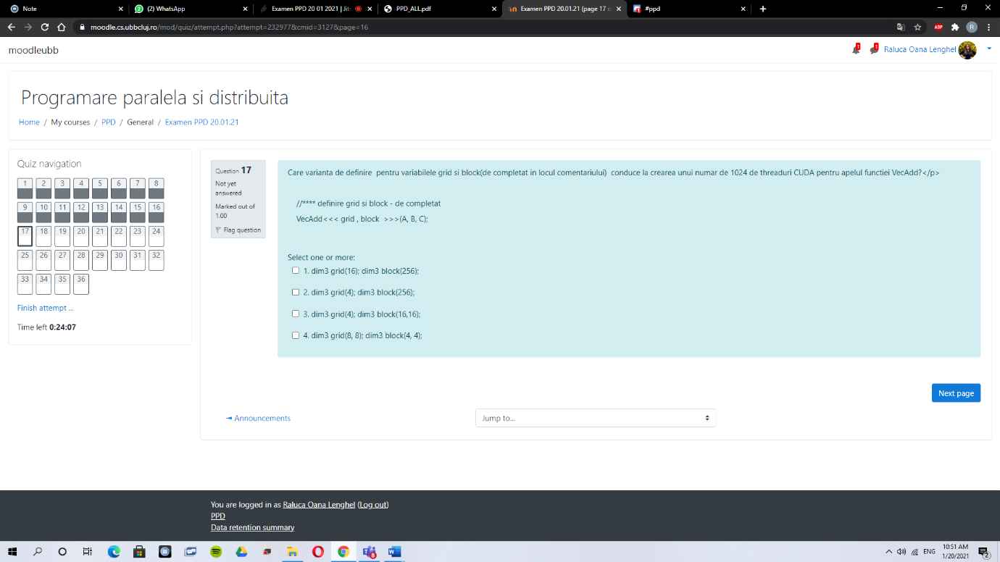 Note
(2) WhatsApp
Examen PPD 20 01 2021 | Jit
PPD_ALL.pdf
Examen PPD 20.01.21 (page 17 o
#ppd
moodle.cs.ubbcluj.ro/mod/quiz/attempt.php?attempt=232977&cmid=3127&page=16
ABP
R
moodleubb
1
1
Raluca Oana Lenghel
Programare paralela si distribuita
Home / My courses / PPD / General / Examen PPD 20.01.21
Quiz navigation
1 2 3 4 5 6 7 8
9 10 11 12 13 14 15 16
17 18 19 20 21 22 23 24
25 26 27 28 29 30 31 32
33 34 35 36
Finish attempt ...
Time left 0:24:07
Question 17
Not yet
answered
Marked out of
1.00
Flag question
Care varianta de definire pentru variabilele grid si block(de completat in locul comentariului) conduce la crearea unui numar de 1024 de threaduri CUDA pentru apelul functiei VecAdd?</p>
//**** definire grid si block - de completat
VecAdd<<< grid , block >>>(A, B, C);
Select one or more:
1. dim3 grid(16); dim3 block(256);
2. dim3 grid(4); dim3 block(256);
3. dim3 grid(4); dim3 block(16,16);
4. dim3 grid(8, 8); dim3 block(4, 4);
Next page
◄ Announcements
Jump to...
You are logged in as Raluca Oana Lenghel (Log out)
PPD
Data retention summary
ENG
10:51 AM
1/20/2021
2